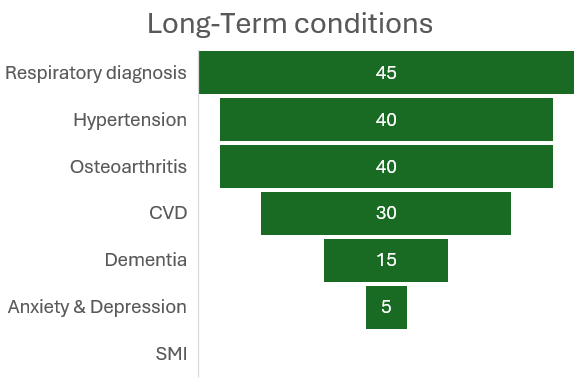 Long-Term conditions
Respiratory diagnosis 45
Hypertension 40
Osteoarthritis 40
CVD 30
Dementia 15
Anxiety & Depression 5
SMI